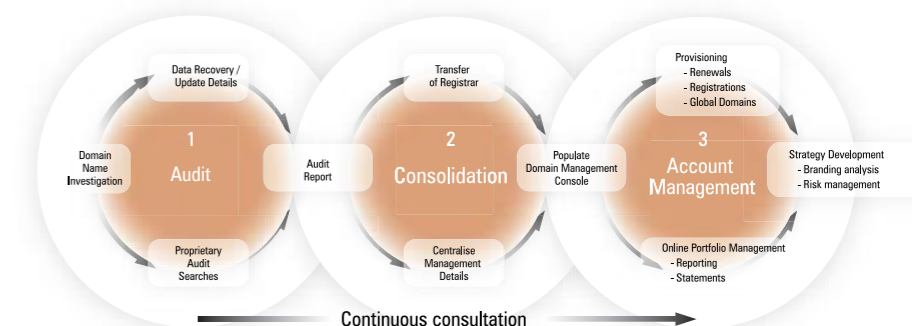 Data Recovery /
Update Details
1
Audit
Domain
Name
Investigation
Proprietary
Audit
Searches
Audit
Report
Transfer
of Registrar
2
Consolidation
Centralise
Management
Details
Populate
Domain Management
Console
Provisioning
- Renewals
- Registrations
- Global Domains
3
Account
Management
Online Portfolio Management
- Reporting
- Statements
Strategy Development
- Branding analysis
- Risk management
Continuous consultation